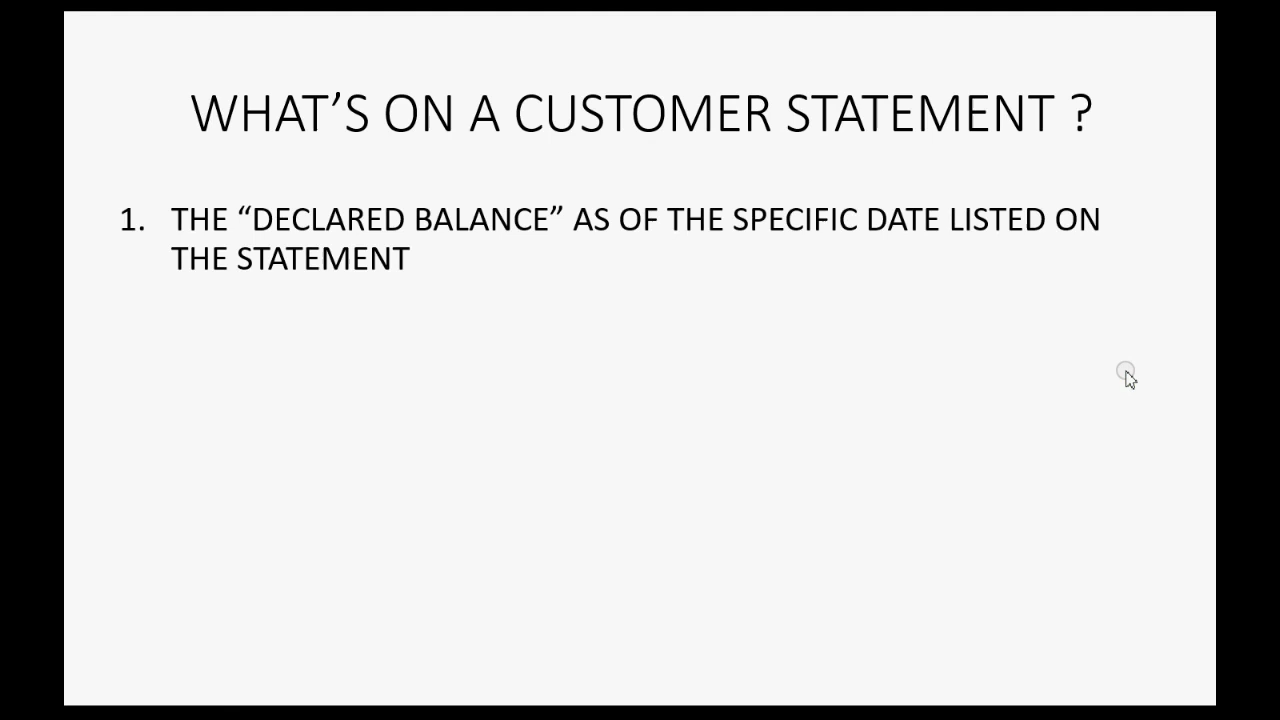 WHAT’S ON A CUSTOMER STATEMENT ?
1. THE “DECLARED BALANCE” AS OF THE SPECIFIC DATE LISTED ON
THE STATEMENT